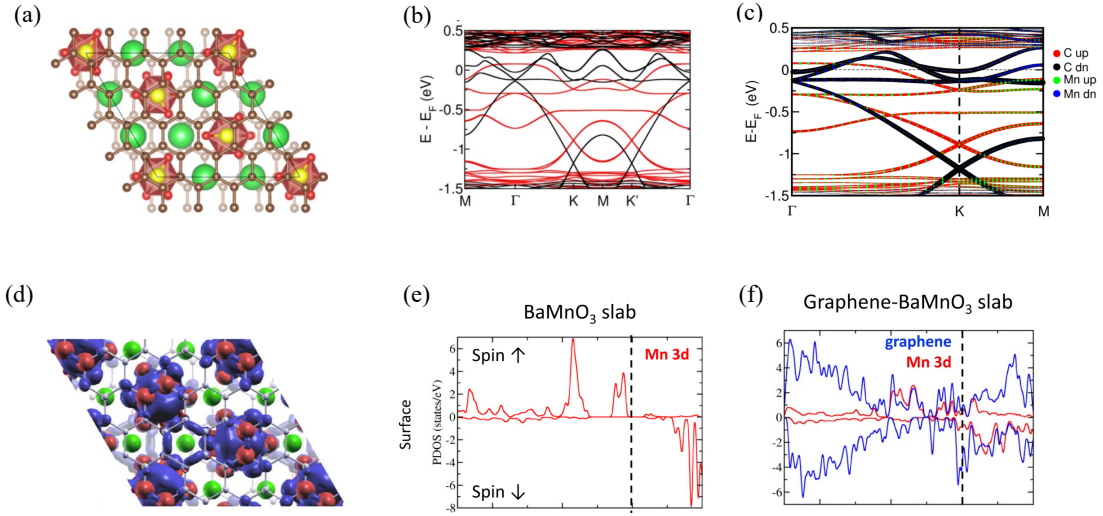 (a)
(b)
(c)
0.5
0
-0.5
-1
-1.5
E - E_F (eV)
M Γ K M K' Γ
0.5
0
-0.5
-1
-1.5
E-E_F (eV)
Γ K M
C up
C dn
Mn up
Mn dn
(d)
(e)
(f)
BaMnO₃ slab
Surface
PDOS (states/eV)
6
4
2
0
-2
-4
-6
-8
Spin ↑
Mn 3d
Spin ↓
Graphene-BaMnO₃ slab
6
4
2
0
-2
-4
-6
graphene
Mn 3d